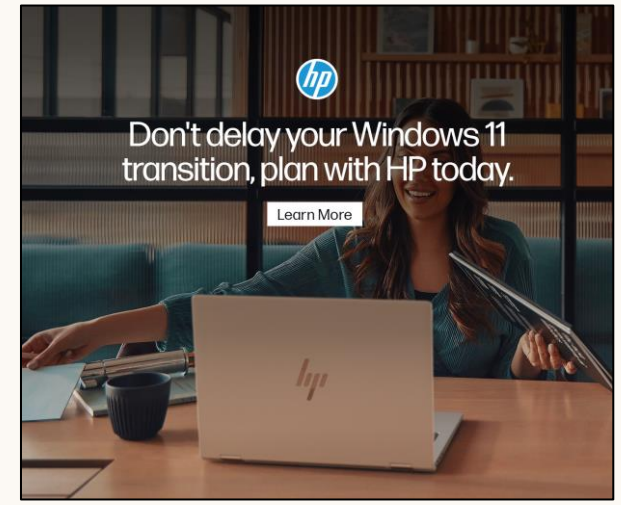 hp
Don't delay your Windows 11
transition, plan with HP today.
Learn More
hp